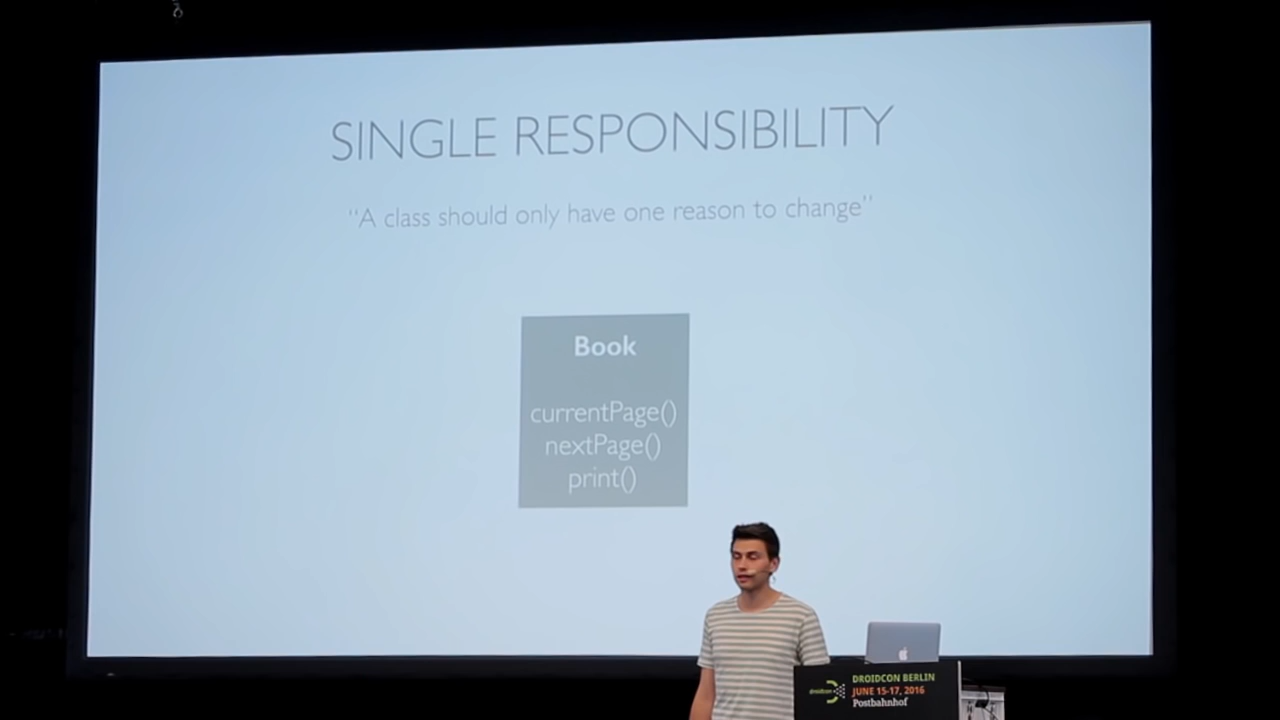 SINGLE RESPONSIBILITY
“A class should only have one reason to change”
Book
currentPage()
nextPage()
print()
droidcon
DROIDCON BERLIN
JUNE 15-17, 2016
Postbahnhof